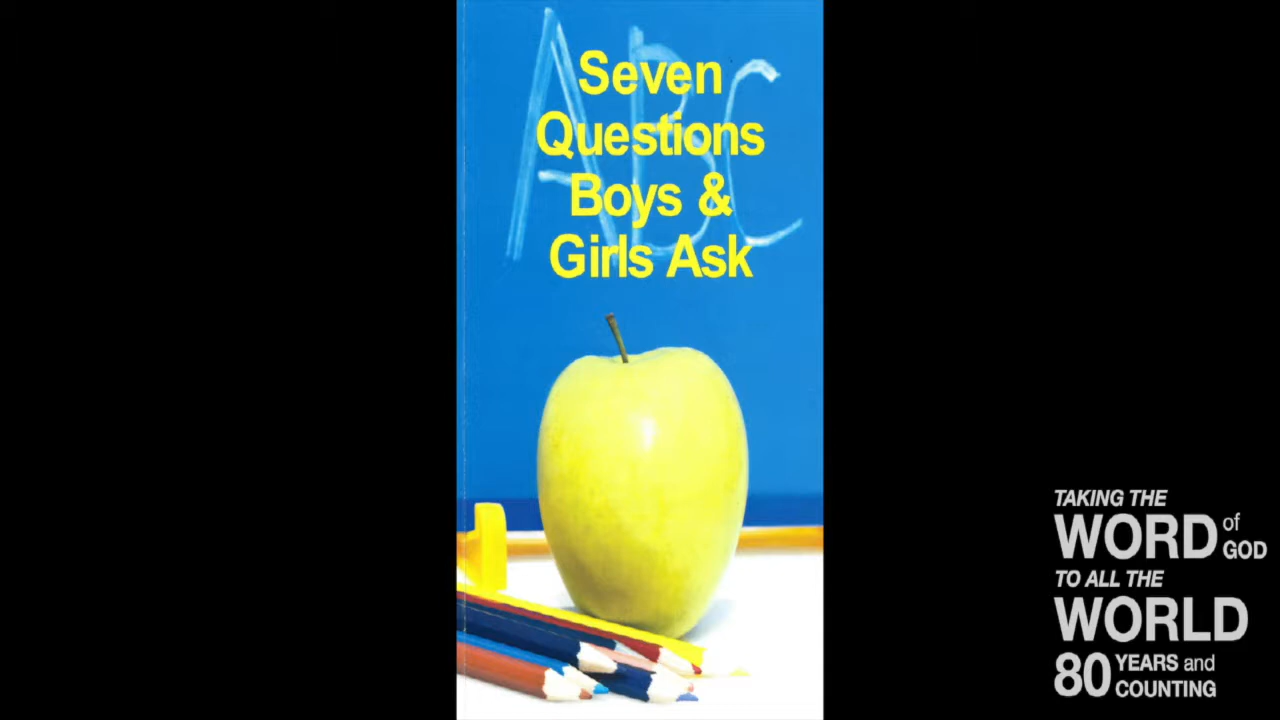 ABC
Seven
Questions
Boys &
Girls Ask
TAKING THE
WORD of GOD
TO ALL THE
WORLD
80 YEARS and
COUNTING